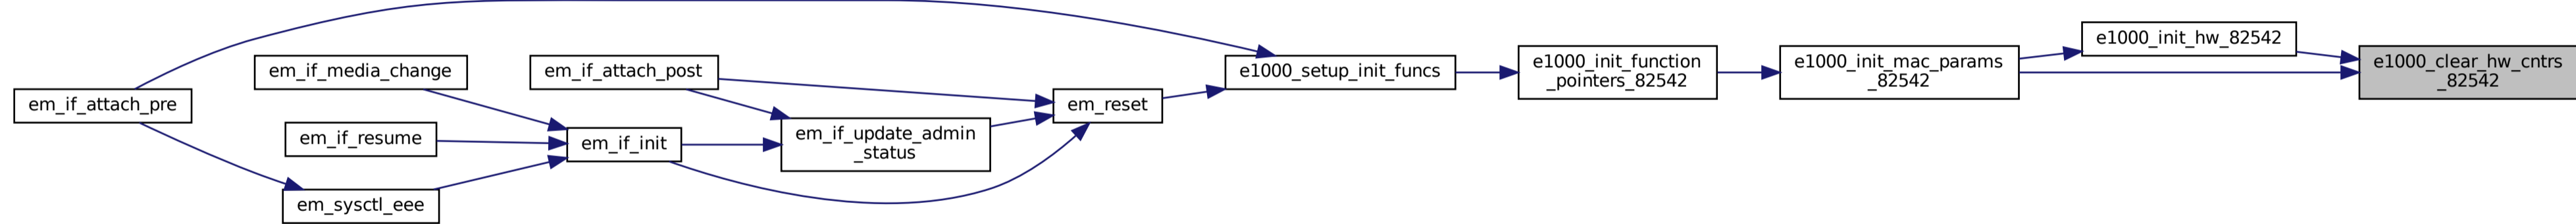 em_if_attach_pre
em_if_media_change
em_if_resume
em_sysctl_eee
em_if_attach_post
em_if_init
em_if_update_admin
_status
em_reset
e1000_setup_init_funcs
e1000_init_function
_pointers_82542
e1000_init_mac_params
_82542
e1000_init_hw_82542
e1000_clear_hw_cntrs
_82542